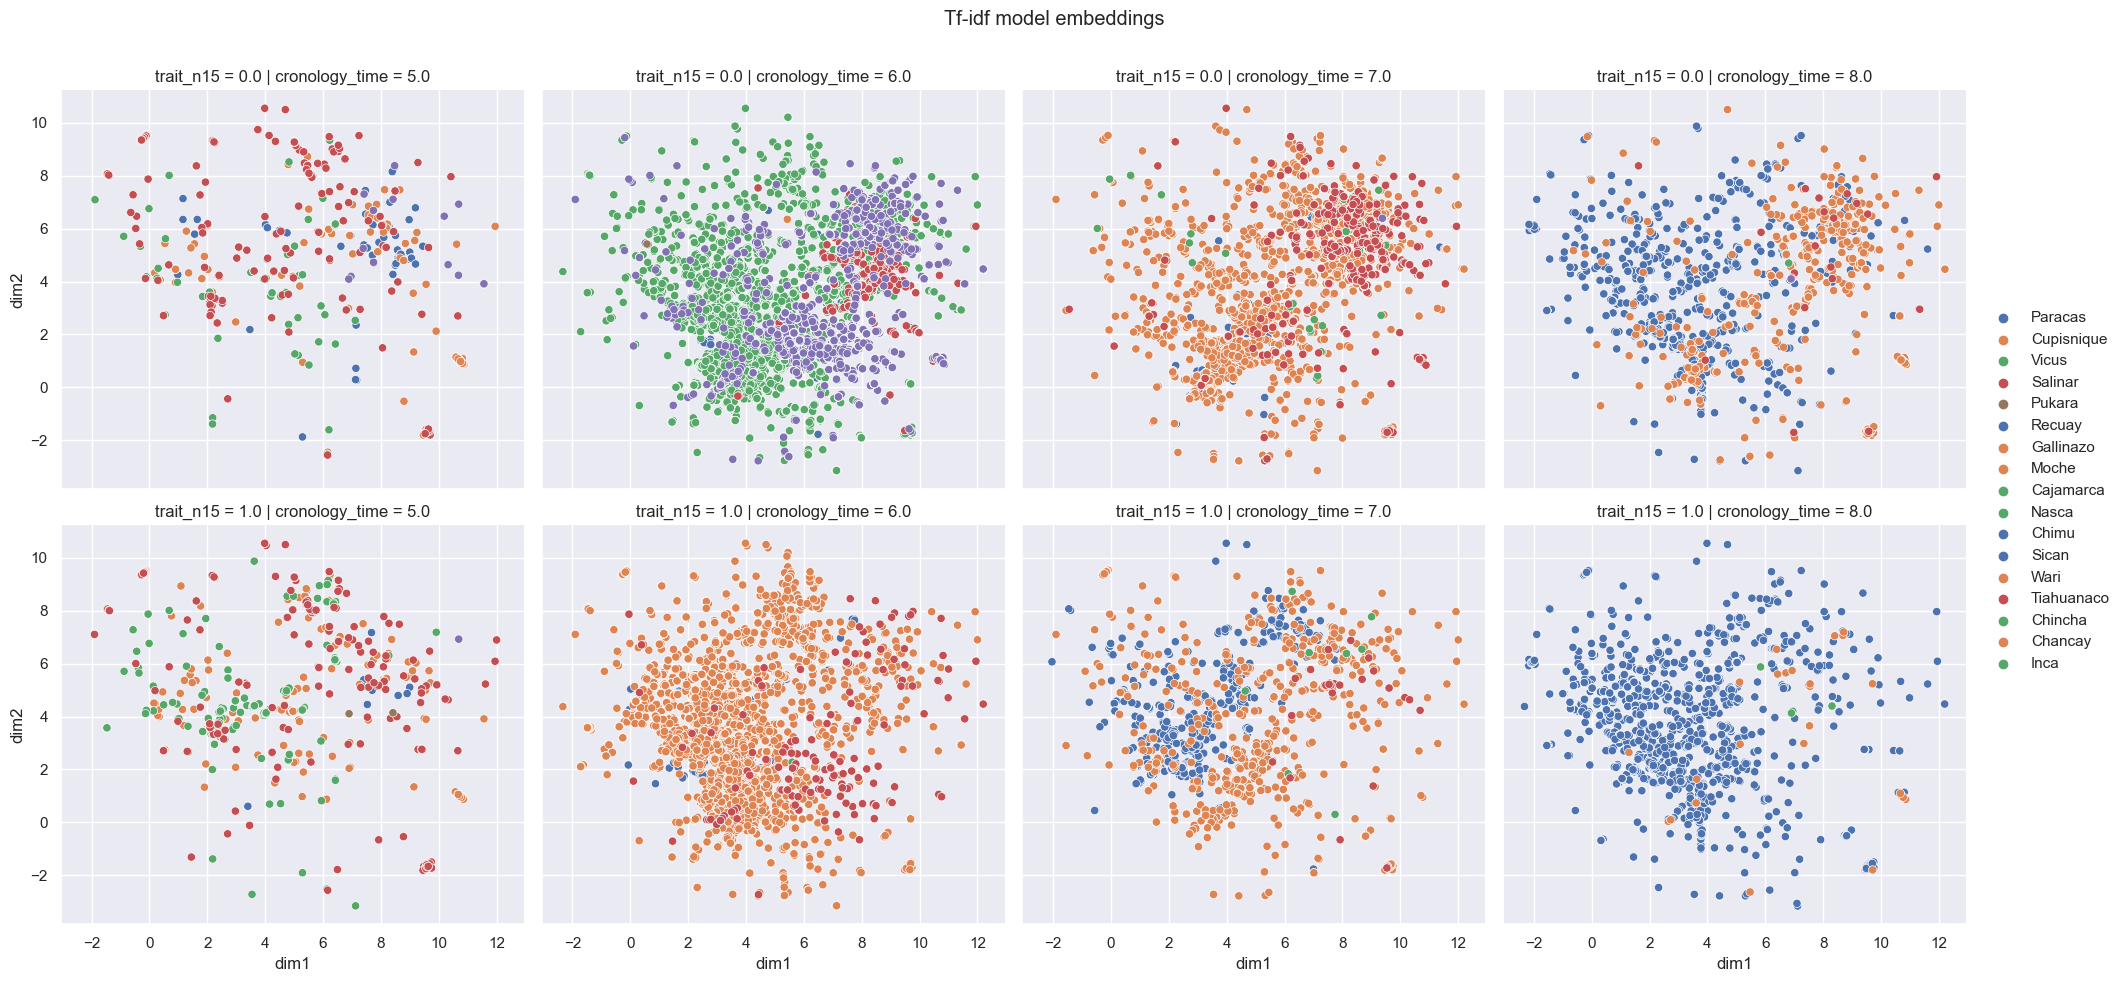 Tf-idf model embeddings
trait_n15 = 0.0 | cronology_time = 5.0
trait_n15 = 0.0 | cronology_time = 6.0
trait_n15 = 0.0 | cronology_time = 7.0
trait_n15 = 0.0 | cronology_time = 8.0
10
8
6
4
2
0
−2
dim2
trait_n15 = 1.0 | cronology_time = 5.0
trait_n15 = 1.0 | cronology_time = 6.0
trait_n15 = 1.0 | cronology_time = 7.0
trait_n15 = 1.0 | cronology_time = 8.0
10
8
6
4
2
0
−2
dim2
−2 0 2 4 6 8 10 12
−2 0 2 4 6 8 10 12
−2 0 2 4 6 8 10 12
−2 0 2 4 6 8 10 12
dim1
dim1
dim1
dim1
Paracas
Cupisnique
Vicus
Salinar
Pukara
Recuay
Gallinazo
Moche
Cajamarca
Nasca
Chimu
Sican
Wari
Tiahuanaco
Chincha
Chancay
Inca